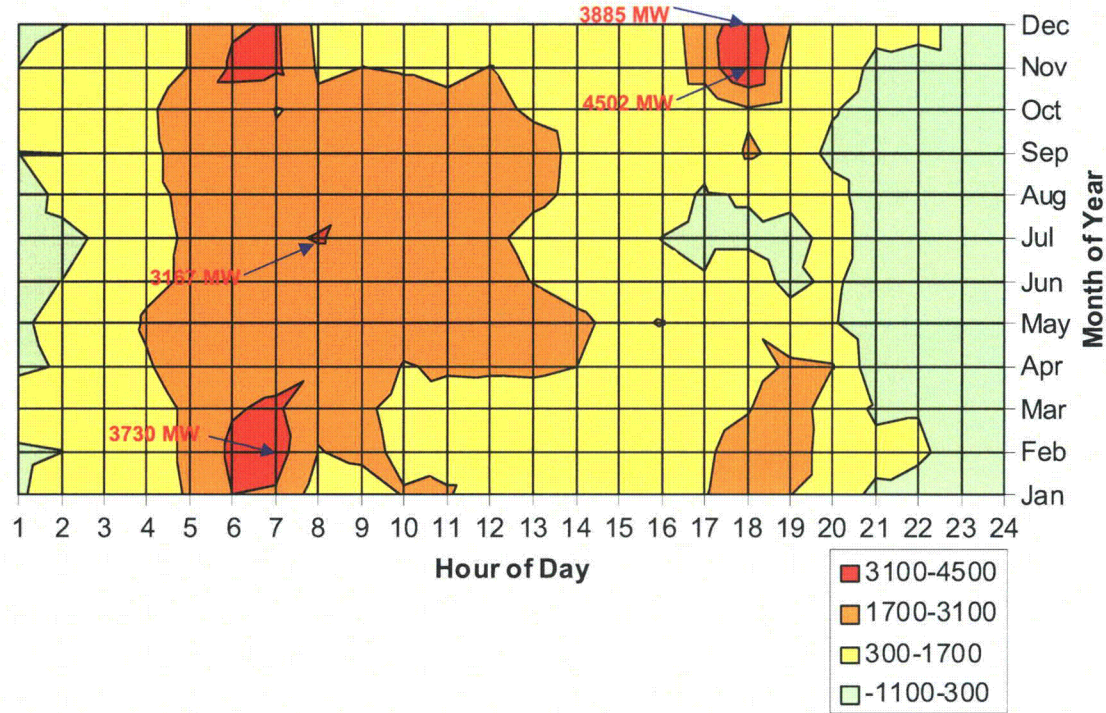 3885 MW
Dec
Nov
4502 MW
Oct
Sep
Aug
Jul
3167 MW
Jun
May
Apr
Mar
3730 MW
Feb
Jan
Month of Year
1 2 3 4 5 6 7 8 9 10 11 12 13 14 15 16 17 18 19 20 21 22 23 24
Hour of Day
3100-4500
1700-3100
300-1700
-1100-300